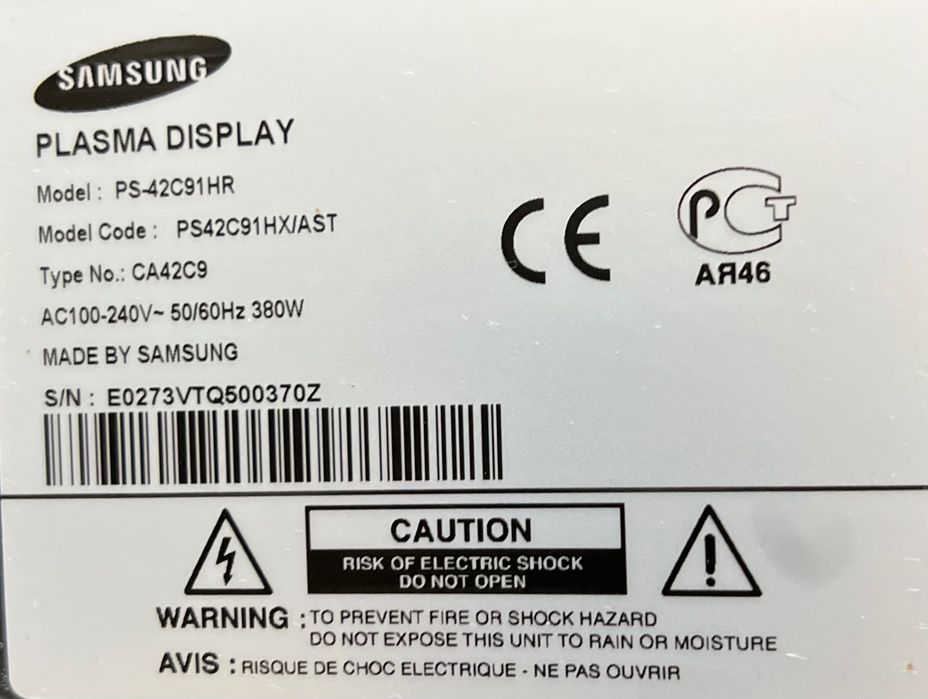 SAMSUNG
PLASMA DISPLAY
Model : PS-42C91HR
Model Code : PS42C91HX/AST
Type No.: CA42C9
AC100-240V~ 50/60Hz 380W
MADE BY SAMSUNG
S/N : E0273VTQ500370Z
CE
РСТ
АЯ46
CAUTION
RISK OF ELECTRIC SHOCK
DO NOT OPEN
WARNING : TO PREVENT FIRE OR SHOCK HAZARD
DO NOT EXPOSE THIS UNIT TO RAIN OR MOISTURE
AVIS : RISQUE DE CHOC ELECTRIQUE - NE PAS OUVRIR